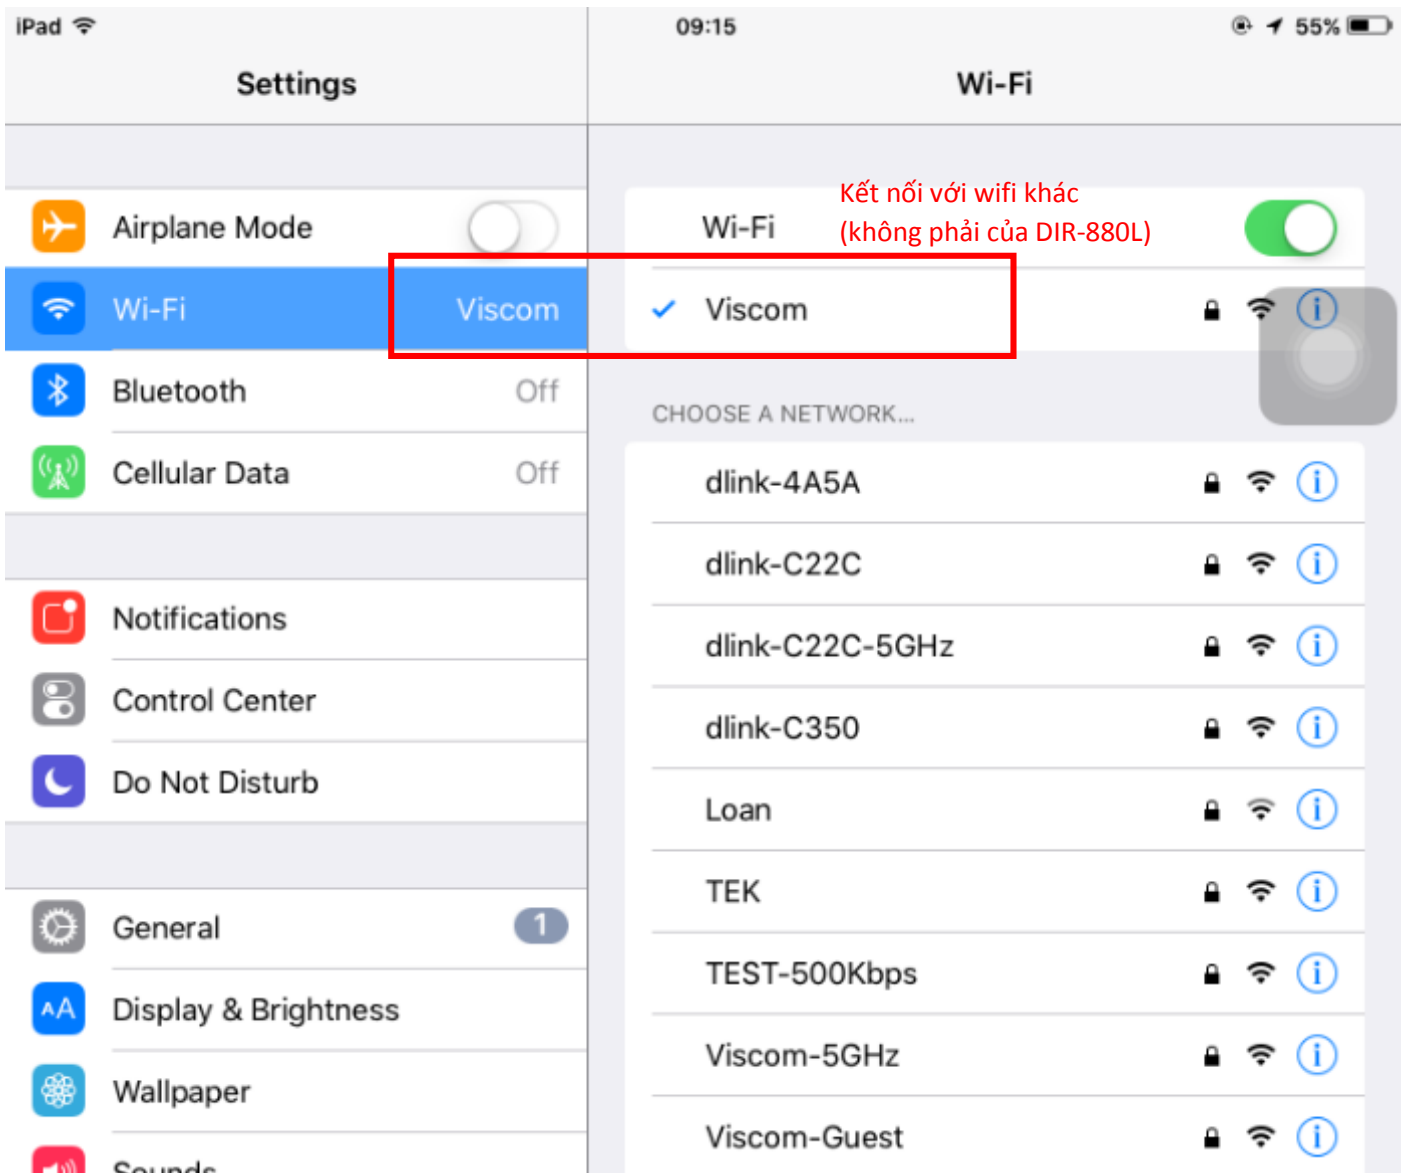 iPad
09:15
55%
Settings
Wi-Fi
Airplane Mode
Wi-Fi
Viscom
Bluetooth
Off
Cellular Data
Off
Notifications
Control Center
Do Not Disturb
General
1
AA
Display & Brightness
Wallpaper
Sounds
Kết nối với wifi khác
Wi-Fi
(không phải của DIR-880L)
Viscom
CHOOSE A NETWORK...
dlink-4A5A
dlink-C22C
dlink-C22C-5GHz
dlink-C350
Loan
TEK
TEST-500Kbps
Viscom-5GHz
Viscom-Guest